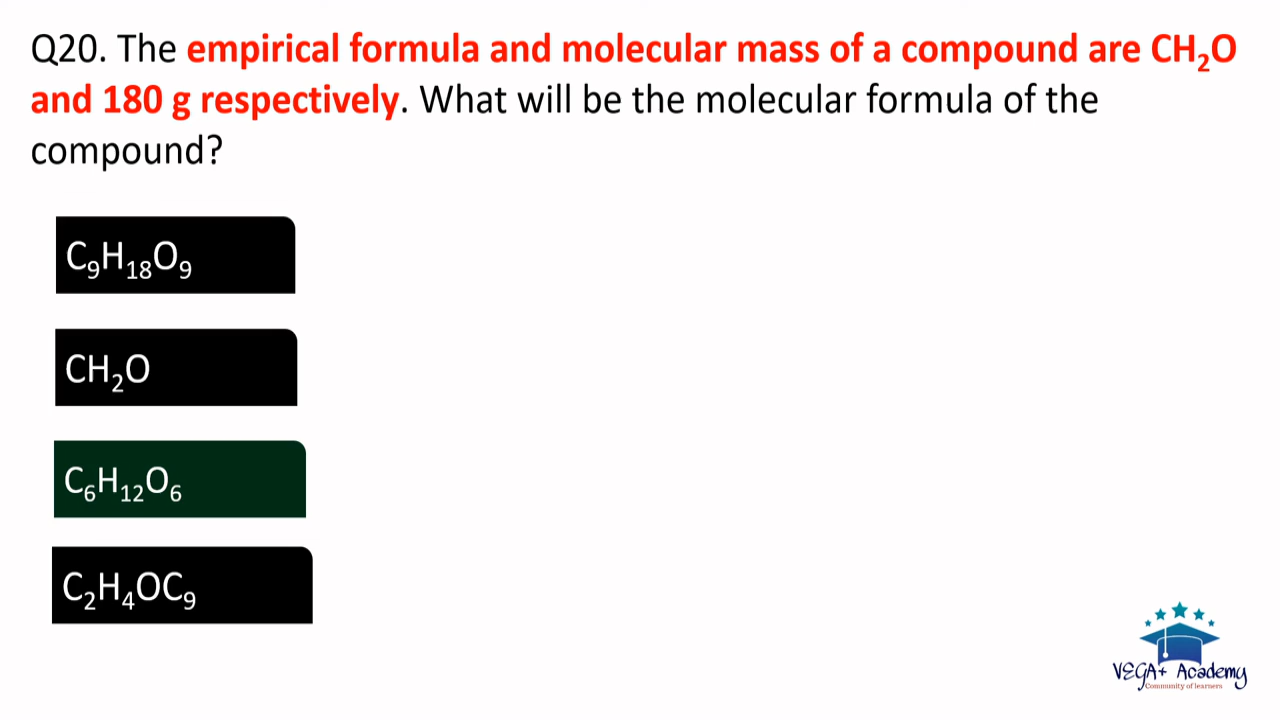 Q20. The empirical formula and molecular mass of a compound are CH₂O
and 180 g respectively. What will be the molecular formula of the
compound?
C₉H₁₈O₉
CH₂O
C₆H₁₂O₆
C₂H₄OC₉
VEGA+ Academy
Community of learners